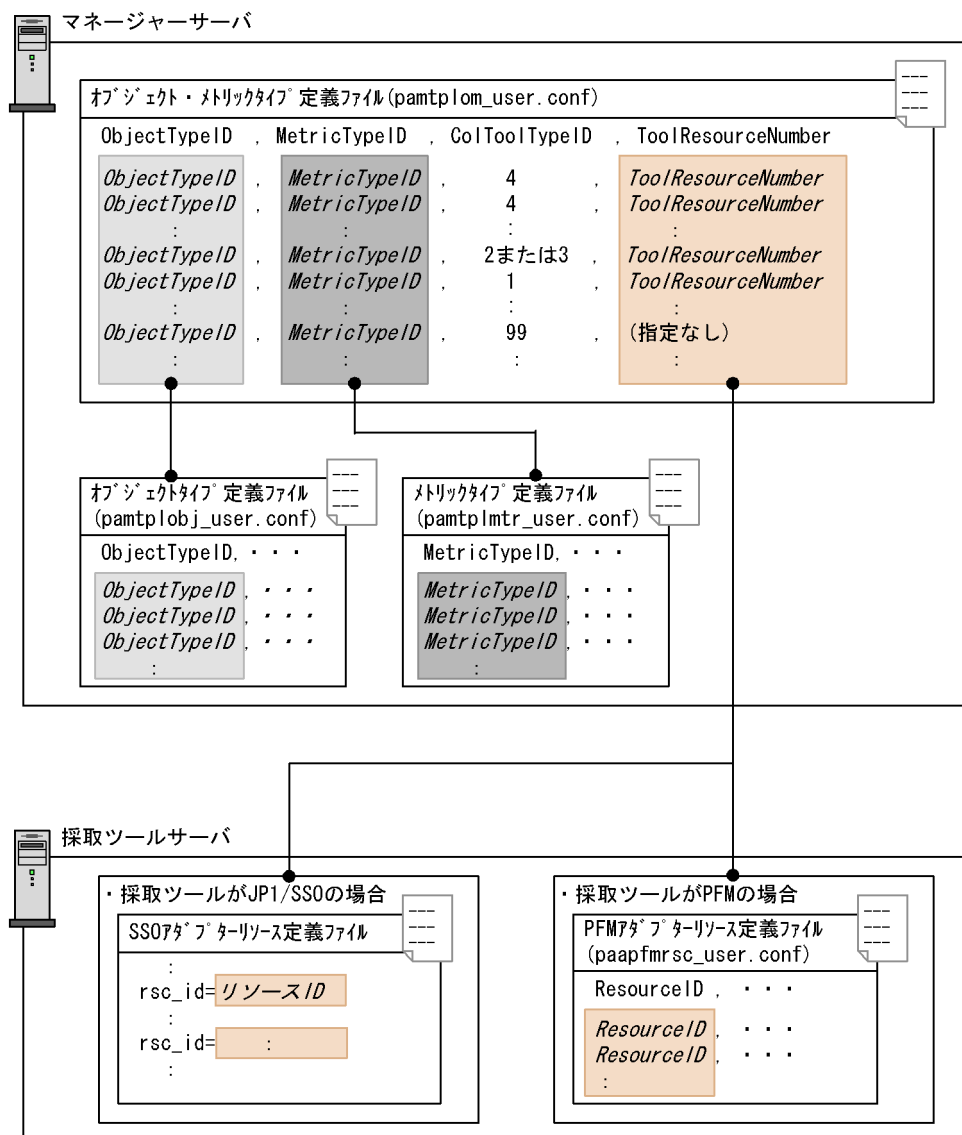 マネージャーサーバ
オブジェクト・メトリックタイプ定義ファイル(pamtplom_user.conf)
ObjectTypeID , MetricTypeID , ColToolTypeID , ToolResourceNumber
ObjectTypeID , MetricTypeID , 4 , ToolResourceNumber
ObjectTypeID , MetricTypeID , 4 , ToolResourceNumber
: : : :
ObjectTypeID , MetricTypeID , 2または3 , ToolResourceNumber
ObjectTypeID , MetricTypeID , 1 , ToolResourceNumber
: : : :
ObjectTypeID , MetricTypeID , 99 , (指定なし)
: : : :
オブジェクトタイプ定義ファイル
(pamtplobj_user.conf)
ObjectTypeID,・・・
ObjectTypeID,・・・
ObjectTypeID,・・・
ObjectTypeID,・・・
:
メトリックタイプ定義ファイル
(pamtplmtr_user.conf)
MetricTypeID,・・・
MetricTypeID,・・・
MetricTypeID,・・・
MetricTypeID,・・・
:
採取ツールサーバ
・採取ツールがJP1/SSOの場合
SSOアダプターリソース定義ファイル
:
rsc_id=リソースID
:
rsc_id= :
:
・採取ツールがPFMの場合
PFMアダプターリソース定義ファイル
(paapfmrsc_user.conf)
ResourceID , ・・・
ResourceID , ・・・
ResourceID , ・・・
: